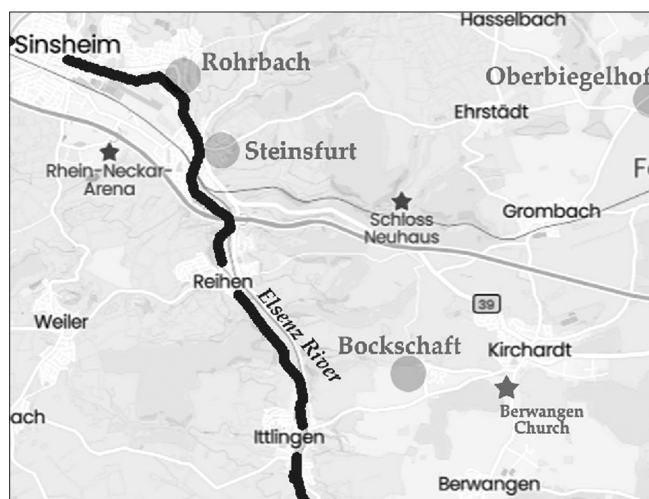 Hasselbach
Sinsheim
Rohrbach
Oberbiegelhof
Ehrstädt
Steinsfurt
Rhein-Neckar-
Arena
Schloss
Neuhaus
Grombach
Reihen
Elsenz River
39
Weiler
Bockschaft
Kirchardt
ach
Berwangen
Church
Ittlingen
Berwangen